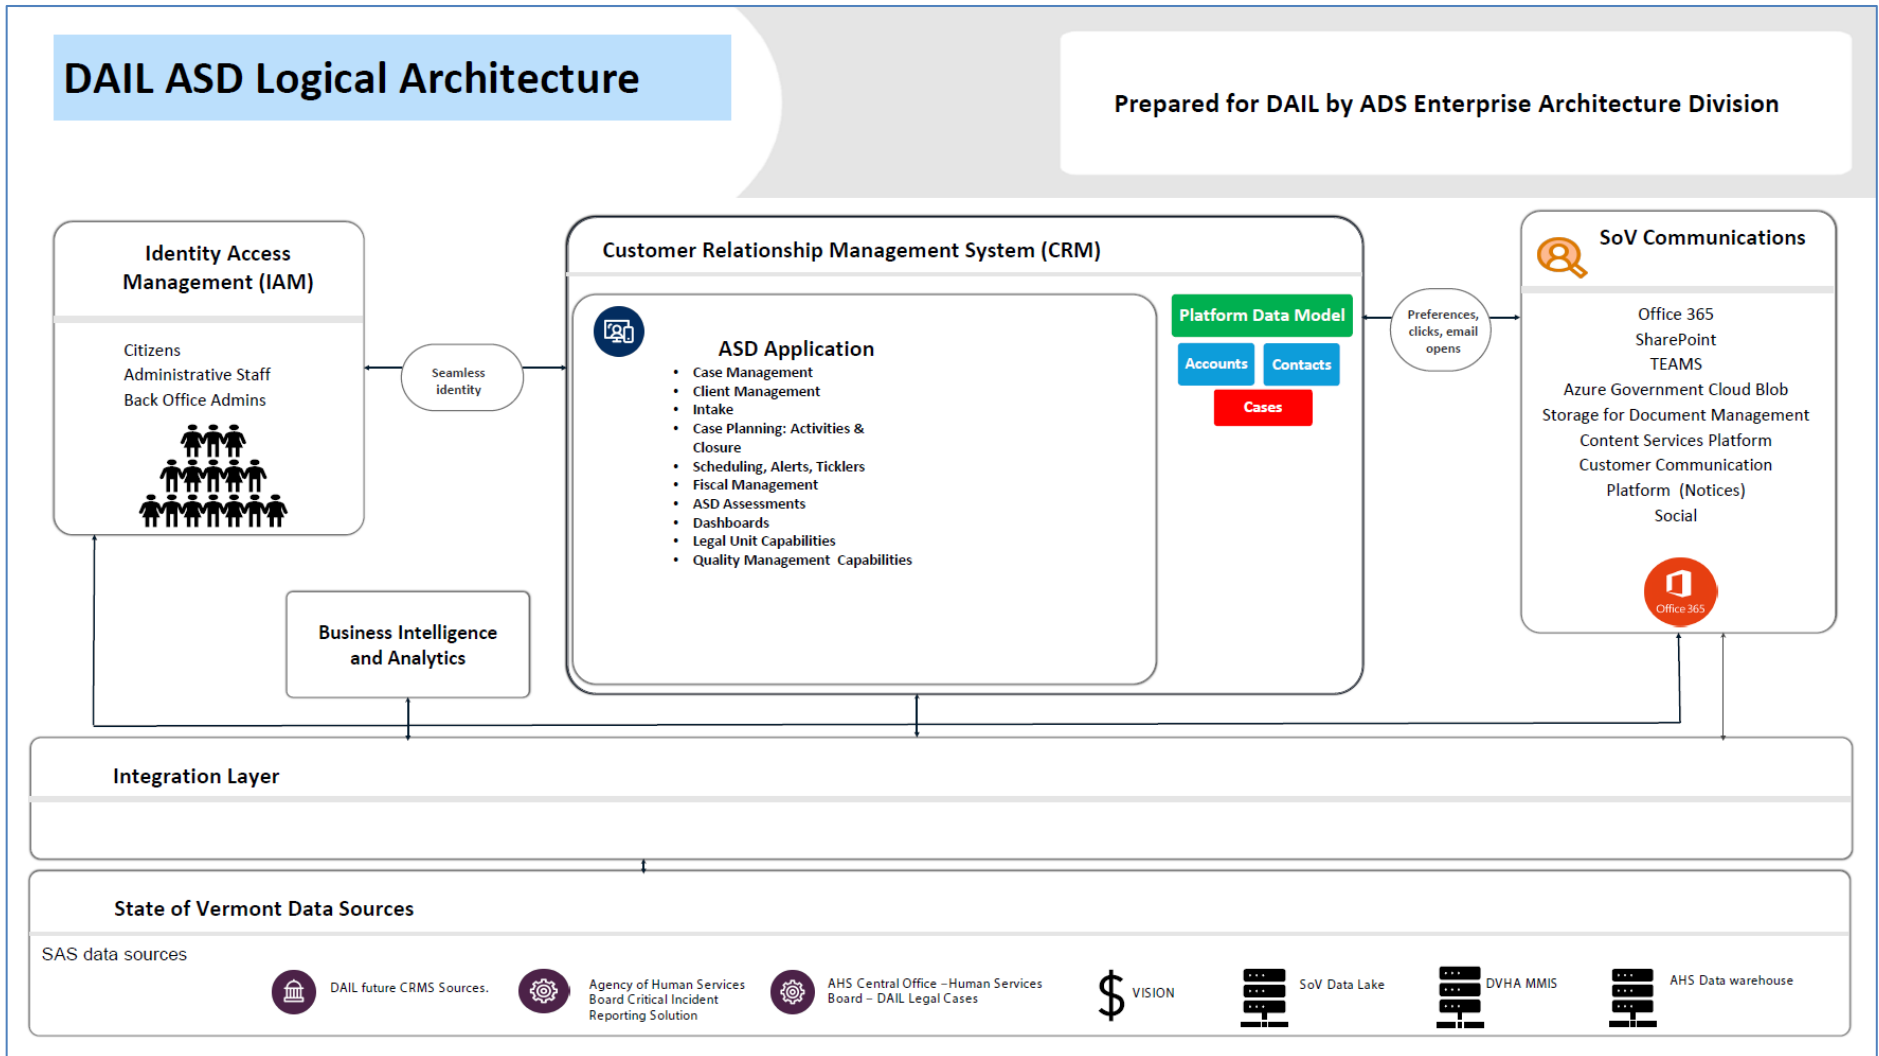 DAIL ASD Logical Architecture
Prepared for DAIL by ADS Enterprise Architecture Division
Identity Access
Management (IAM)
Citizens
Administrative Staff
Back Office Admins
Seamless
identity
Customer Relationship Management System (CRM)
ASD Application
• Case Management
• Client Management
• Intake
• Case Planning: Activities &
Closure
• Scheduling, Alerts, Ticklers
• Fiscal Management
• ASD Assessments
• Dashboards
• Legal Unit Capabilities
• Quality Management  Capabilities
Platform Data Model
Accounts
Contacts
Cases
Preferences,
clicks, email
opens
SoV Communications
Office 365
SharePoint
TEAMS
Azure Government Cloud Blob
Storage for Document Management
Content Services Platform
Customer Communication
Platform  (Notices)
Social
Office 365
Business Intelligence
and Analytics
Integration Layer
State of Vermont Data Sources
SAS data sources
DAIL future CRMS Sources.
Agency of Human Services
Board Critical Incident
Reporting Solution
AHS Central Office –Human Services
Board – DAIL Legal Cases
$
VISION
SoV Data Lake
DVHA MMIS
AHS Data warehouse